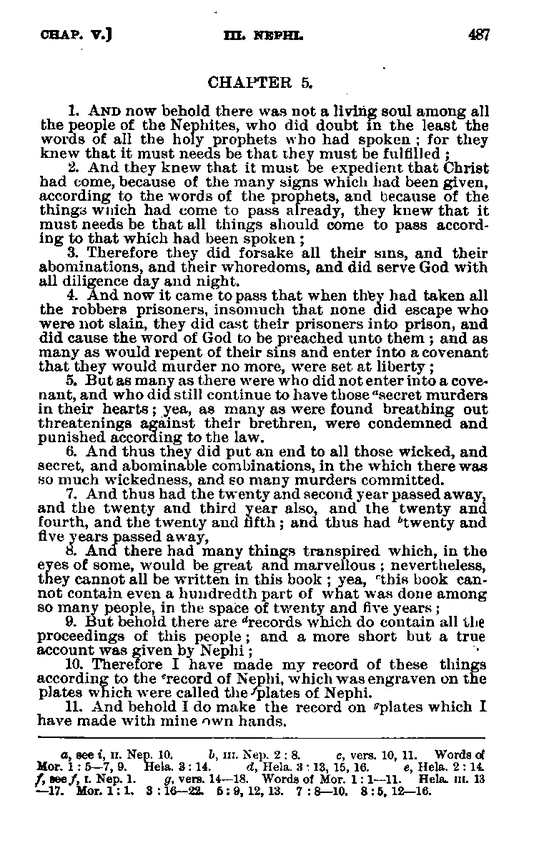 CHAP. V.] III. NEPHI. 487
CHAPTER 5.
1. AND now behold there was not a living soul among all
the people of the Nephites, who did doubt in the least the
words of all the holy prophets who had spoken ; for they
knew that it must needs be that they must be fulfilled ;
2. And they knew that it must be expedient that Christ
had come, because of the many signs which had been given,
according to the words of the prophets, and because of the
things which had come to pass already, they knew that it
must needs be that all things should come to pass accord-
ing to that which had been spoken ;
3. Therefore they did forsake all their sins, and their
abominations, and their whoredoms, and did serve God with
all diligence day and night.
4. And now it came to pass that when they had taken all
the robbers prisoners, insomuch that none did escape who
were not slain, they did cast their prisoners into prison, and
did cause the word of God to be preached unto them ; and as
many as would repent of their sins and enter into a covenant
that they would murder no more, were set at liberty ;
5. But as many as there were who did not enter into a cove-
nant, and who did still continue to have those asecret murders
in their hearts ; yea, as many as were found breathing out
threatenings against their brethren, were condemned and
punished according to the law.
6. And thus they did put an end to all those wicked, and
secret, and abominable combinations, in the which there was
so much wickedness, and so many murders committed.
7. And thus had the twenty and second year passed away,
and the twenty and third year also, and the twenty and
fourth, and the twenty and fifth ; and thus had btwenty and
five years passed away,
8. And there had many things transpired which, in the
eyes of some, would be great and marvellous ; nevertheless,
they cannot all be written in this book ; yea, cthis book can-
not contain even a hundredth part of what was done among
so many people, in the space of twenty and five years ;
9. But behold there are drecords which do contain all the
proceedings of this people ; and a more short but a true
account was given by Nephi ;
10. Therefore I have made my record of these things
according to the erecord of Nephi, which was engraven on the
plates which were called the fplates of Nephi.
11. And behold I do make the record on gplates which I
have made with mine own hands.
a, see i, II. Nep. 10. b, III. Nep. 2 : 8. c, vers. 10, 11. Words of
Mor. 1 : 5—7, 9. Hela. 3 : 14. d, Hela. 3 : 13, 15, 16. e, Hela. 2 : 14.
f, see f, I. Nep. 1. g, vers. 14—18. Words of Mor. 1 : 1—11. Hela. III. 13
—17. Mor. 1 : 1. 3 : 16—22. 5 : 9, 12, 13. 7 : 8—10. 8 : 5, 12—16.